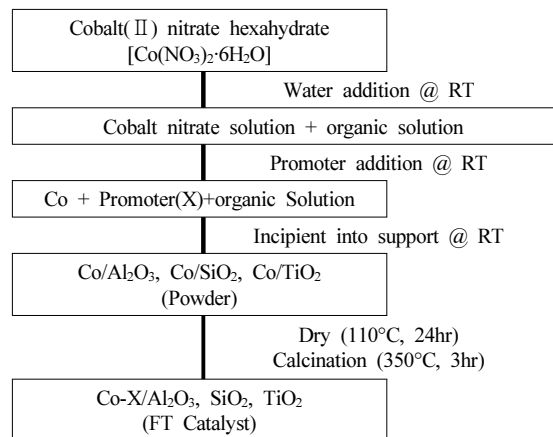 Cobalt(Ⅱ) nitrate hexahydrate
[Co(NO₃)₂·6H₂O]
Water addition @ RT
Cobalt nitrate solution + organic solution
Promoter addition @ RT
Co + Promoter(X)+organic Solution
Incipient into support @ RT
Co/Al₂O₃, Co/SiO₂, Co/TiO₂
(Powder)
Dry (110°C, 24hr)
Calcination (350°C, 3hr)
Co-X/Al₂O₃, SiO₂, TiO₂
(FT Catalyst)